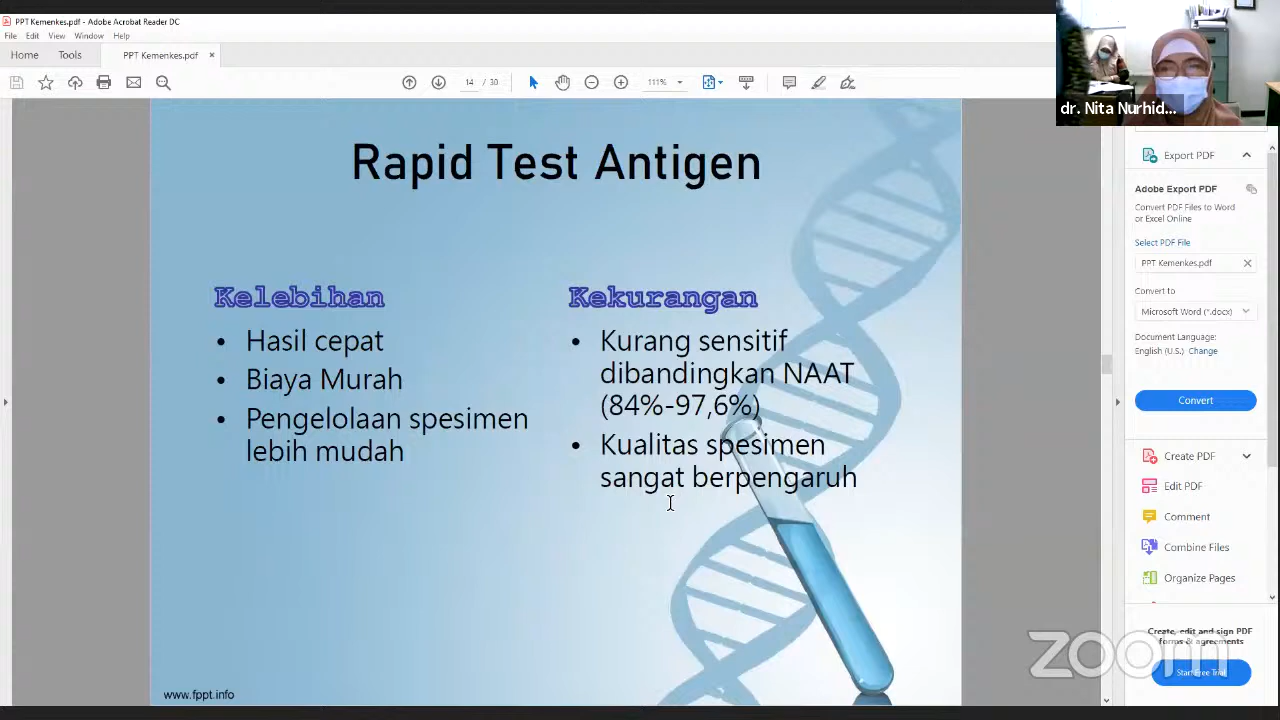 PPT Kemenkes.pdf - Adobe Acrobat Reader DC
File Edit View Window Help
Home Tools PPT Kemenkes.pdf ×
14 / 30 111%
dr. Nita Nurhid...
Rapid Test Antigen
Kelebihan
• Hasil cepat
• Biaya Murah
• Pengelolaan spesimen
lebih mudah
Kekurangan
• Kurang sensitif
dibandingkan NAAT
(84%-97,6%)
• Kualitas spesimen
sangat berpengaruh
www.fppt.info
Export PDF
Adobe Export PDF
Convert PDF Files to Word
or Excel Online
Select PDF File
PPT Kemenkes.pdf
Convert to
Microsoft Word (*.docx)
Document Language:
English (U.S.) Change
Convert
Create PDF
Edit PDF
Comment
Combine Files
Organize Pages
Create, edit and sign PDF
forms & agreements
Start Free Trial
zoom